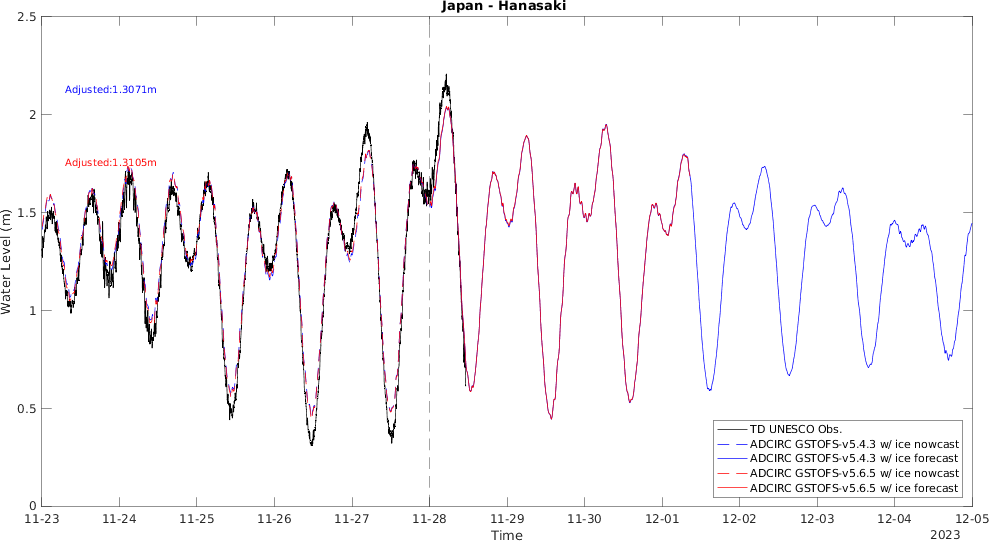 Japan - Hanasaki
2.5
2
1.5
1
0.5
0
Water Level (m)
Adjusted:1.3071m
Adjusted:1.3105m
TD UNESCO Obs.
ADCIRC GSTOFS-v5.4.3 w/ ice nowcast
ADCIRC GSTOFS-v5.4.3 w/ ice forecast
ADCIRC GSTOFS-v5.6.5 w/ ice nowcast
ADCIRC GSTOFS-v5.6.5 w/ ice forecast
11-23 11-24 11-25 11-26 11-27 11-28 11-29 11-30 12-01 12-02 12-03 12-04 12-05
Time
2023